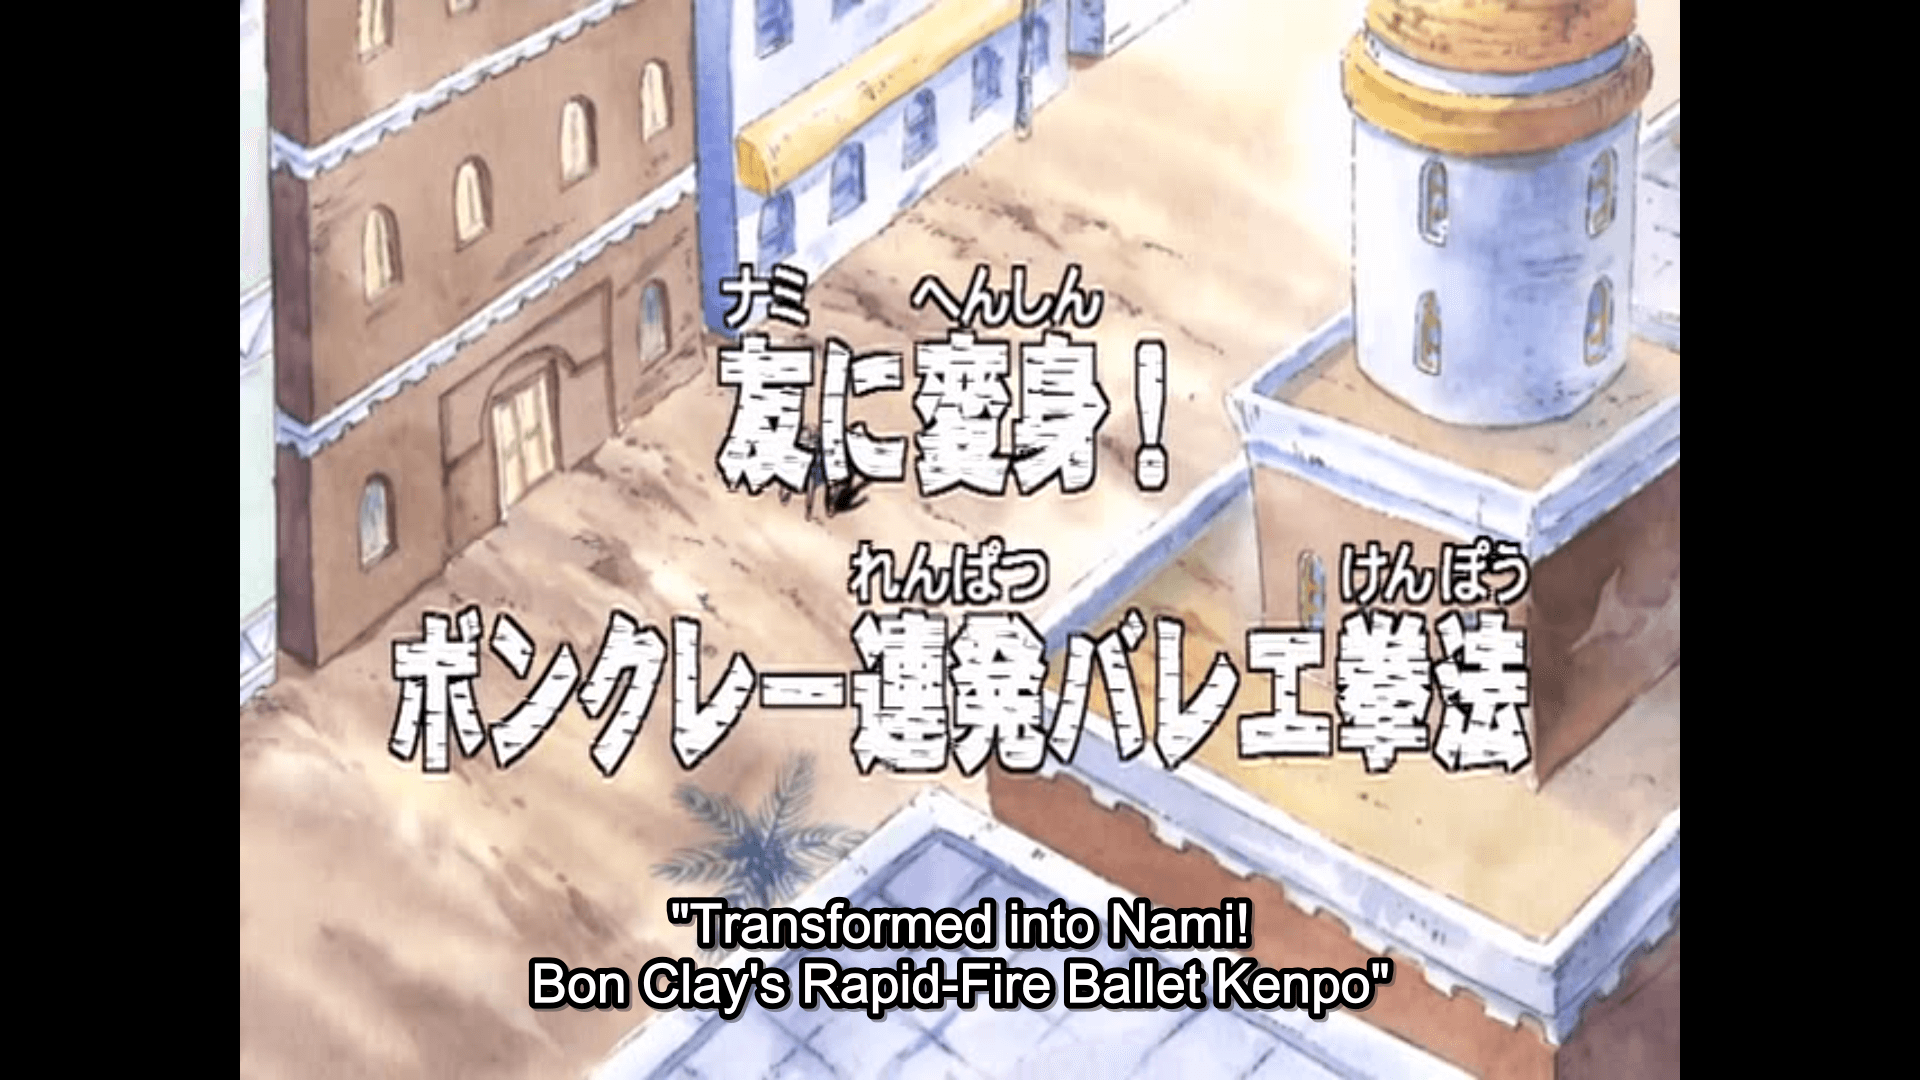 ナミ へんしん
友に変身！
れんぱつ けんぽう
ボンクレー連発バレエ拳法
"Transformed into Nami!
Bon Clay's Rapid-Fire Ballet Kenpo"